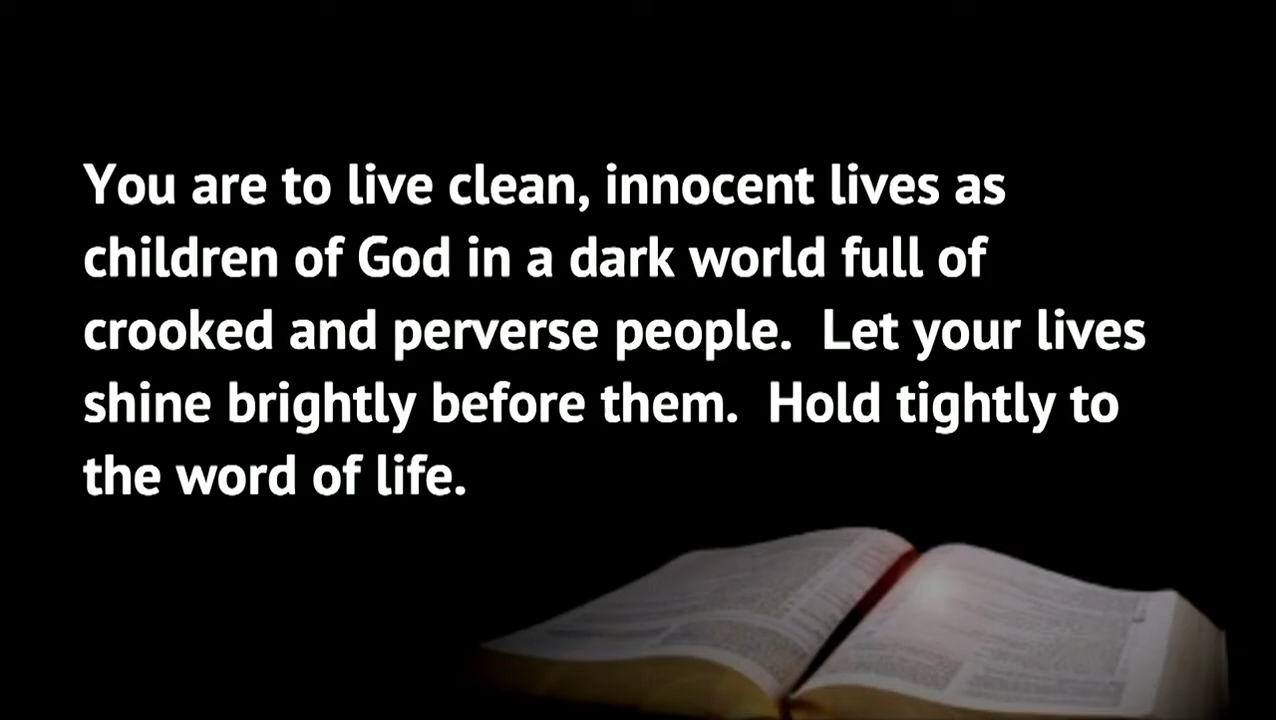 You are to live clean, innocent lives as
children of God in a dark world full of
crooked and perverse people.  Let your lives
shine brightly before them.  Hold tightly to
the word of life.